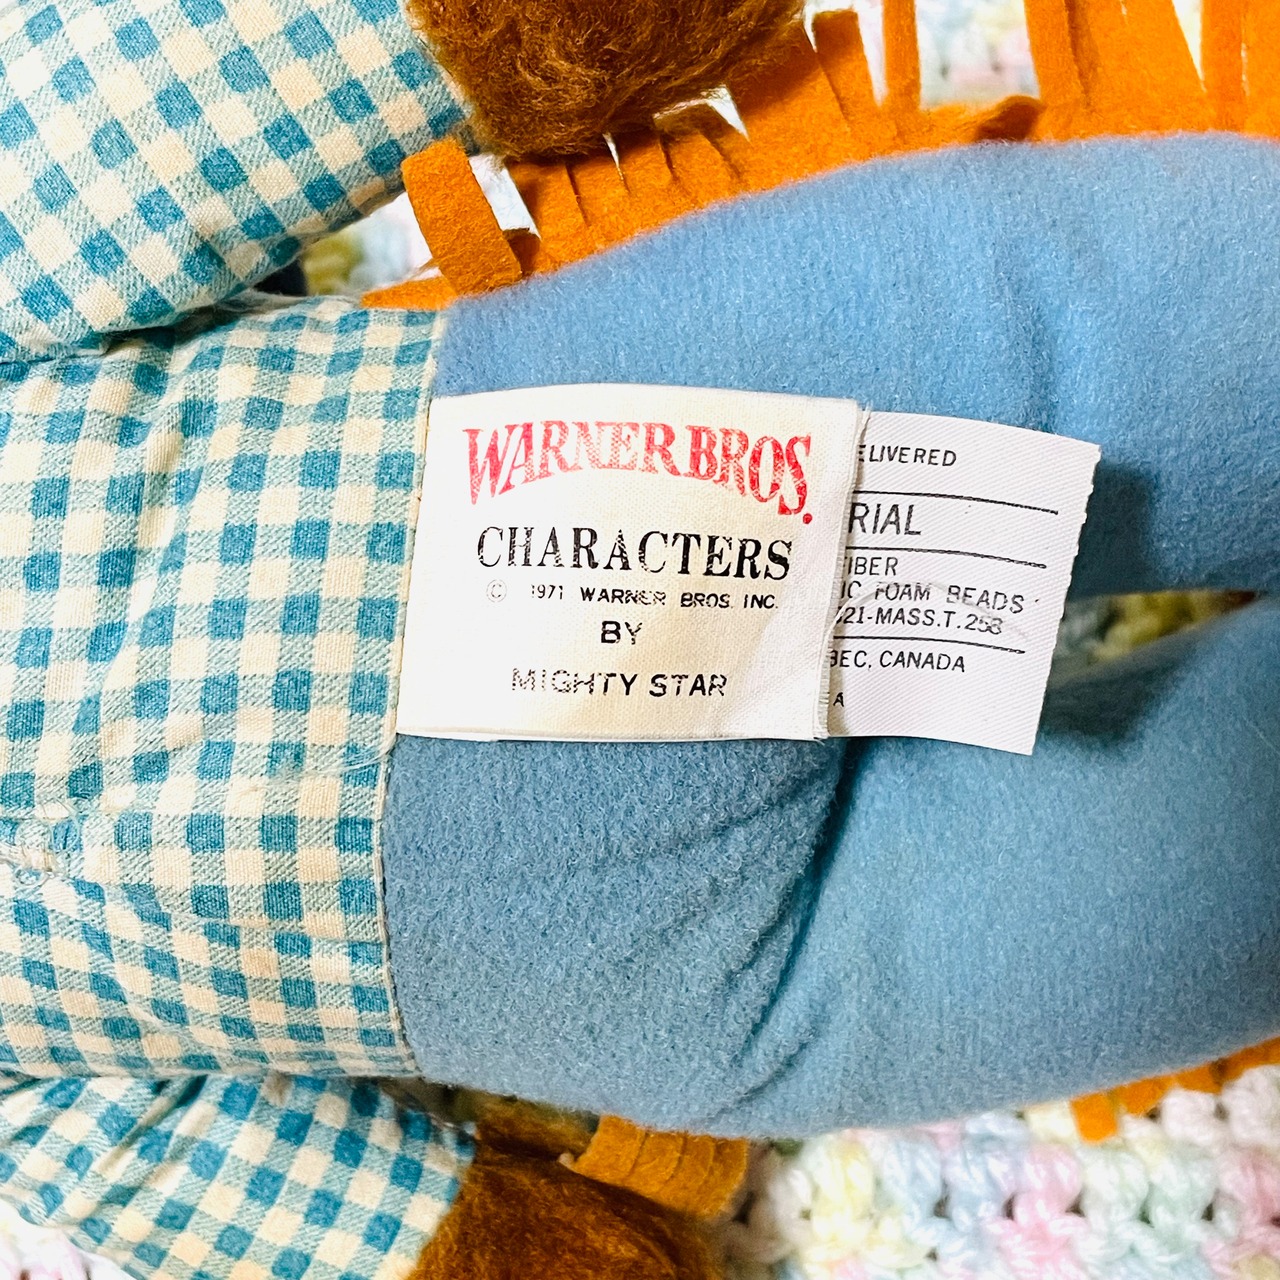 WARNER BROS.
CHARACTERS
© 1971 WARNER BROS. INC.
BY
MIGHTY STAR
ELIVERED
RIAL
IBER
IC FOAM BEADS
21-MASS.T.258
BEC, CANADA
A